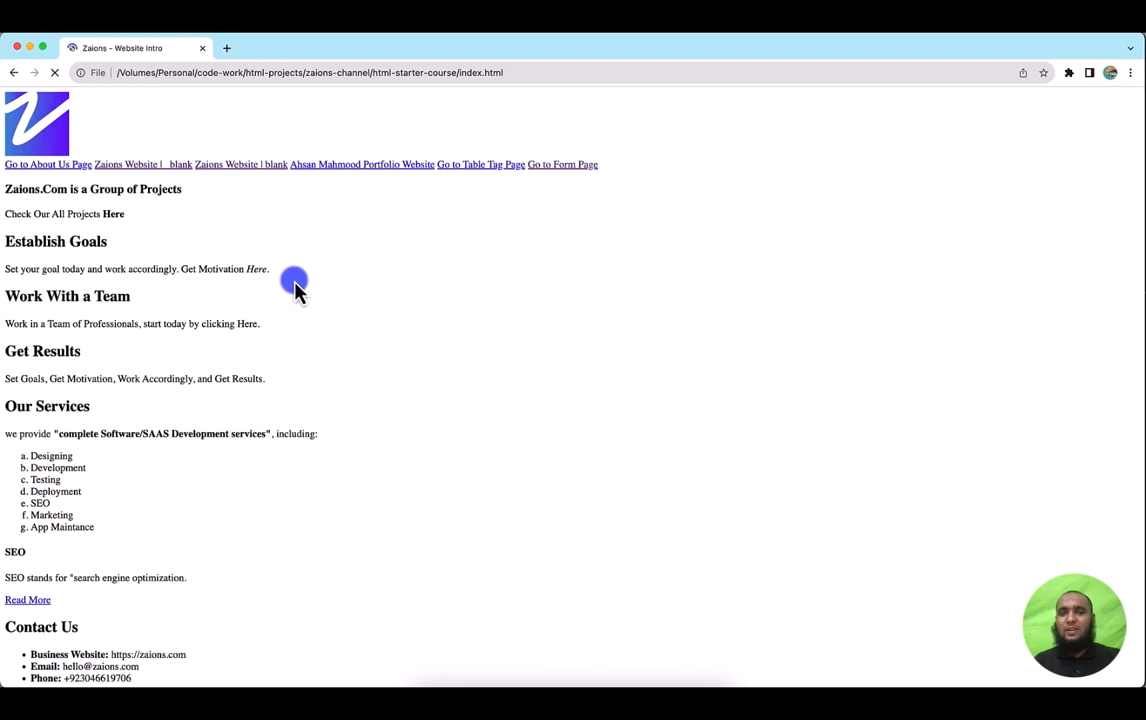 Zaions - Website Intro
File /Volumes/Personal/code-work/html-projects/zaions-channel/html-starter-course/index.html
Go to About Us Page Zaions Website | _blank Zaions Website | blank Ahsan Mahmood Portfolio Website Go to Table Tag Page Go to Form Page
Zaions.Com is a Group of Projects
Check Our All Projects Here
Establish Goals
Set your goal today and work accordingly. Get Motivation Here.
Work With a Team
Work in a Team of Professionals, start today by clicking Here.
Get Results
Set Goals, Get Motivation, Work Accordingly, and Get Results.
Our Services
we provide "complete Software/SAAS Development services", including:
a. Designing
b. Development
c. Testing
d. Deployment
e. SEO
f. Marketing
g. App Maintance
SEO
SEO stands for "search engine optimization.
Read More
Contact Us
• Business Website: https://zaions.com
• Email: hello@zaions.com
• Phone: +923046619706